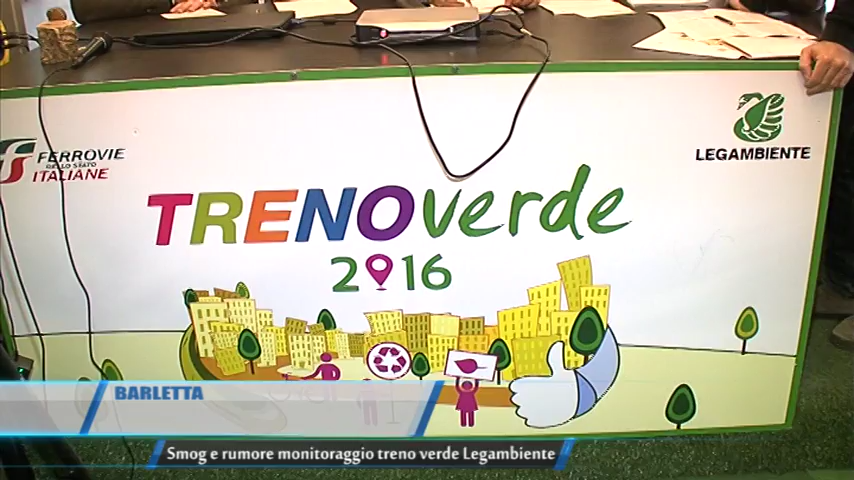 FERROVIE
DELLO STATO
ITALIANE
LEGAMBIENTE
TRENOverde
2016
BARLETTA
Smog e rumore monitoraggio treno verde Legambiente